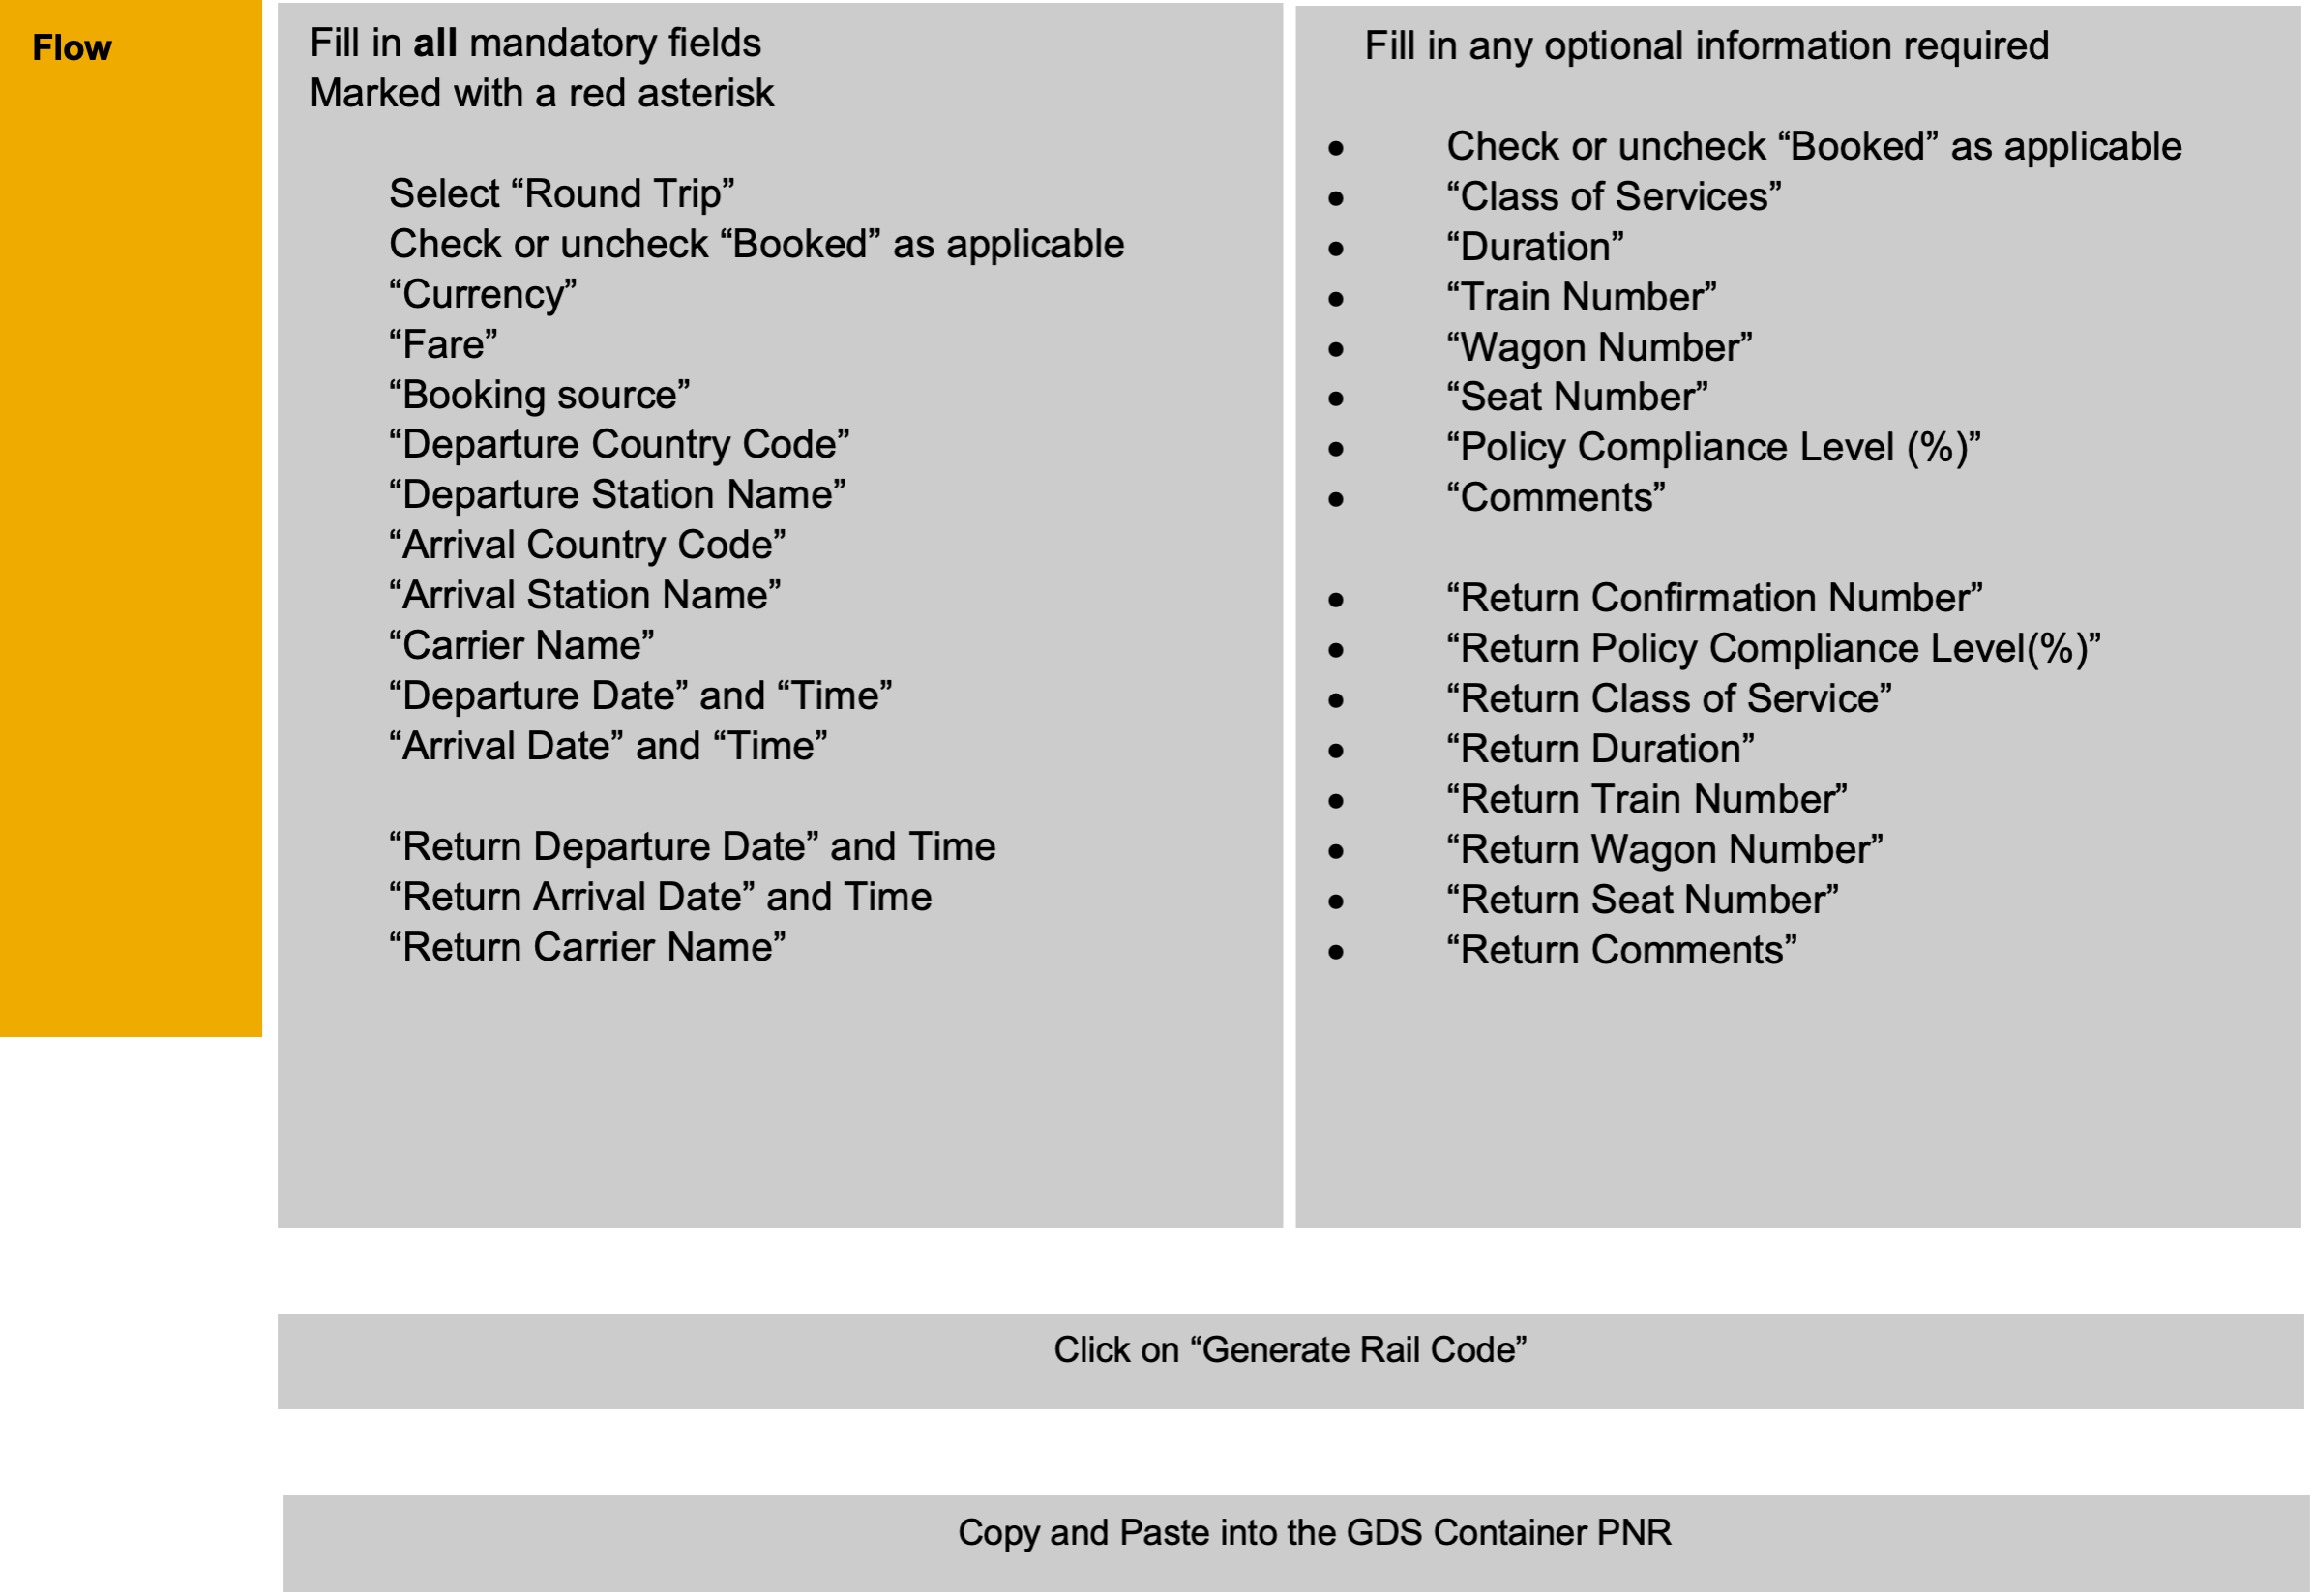 Flow
Fill in all mandatory fields
Marked with a red asterisk
Select “Round Trip”
Check or uncheck “Booked” as applicable
“Currency”
“Fare”
“Booking source”
“Departure Country Code”
“Departure Station Name”
“Arrival Country Code”
“Arrival Station Name”
“Carrier Name”
“Departure Date” and “Time”
“Arrival Date” and “Time”
“Return Departure Date” and Time
“Return Arrival Date” and Time
“Return Carrier Name”
Fill in any optional information required
• Check or uncheck “Booked” as applicable
• “Class of Services”
• “Duration”
• “Train Number”
• “Wagon Number”
• “Seat Number”
• “Policy Compliance Level (%)”
• “Comments”
• “Return Confirmation Number”
• “Return Policy Compliance Level(%)”
• “Return Class of Service”
• “Return Duration”
• “Return Train Number”
• “Return Wagon Number”
• “Return Seat Number”
• “Return Comments”
Click on “Generate Rail Code”
Copy and Paste into the GDS Container PNR